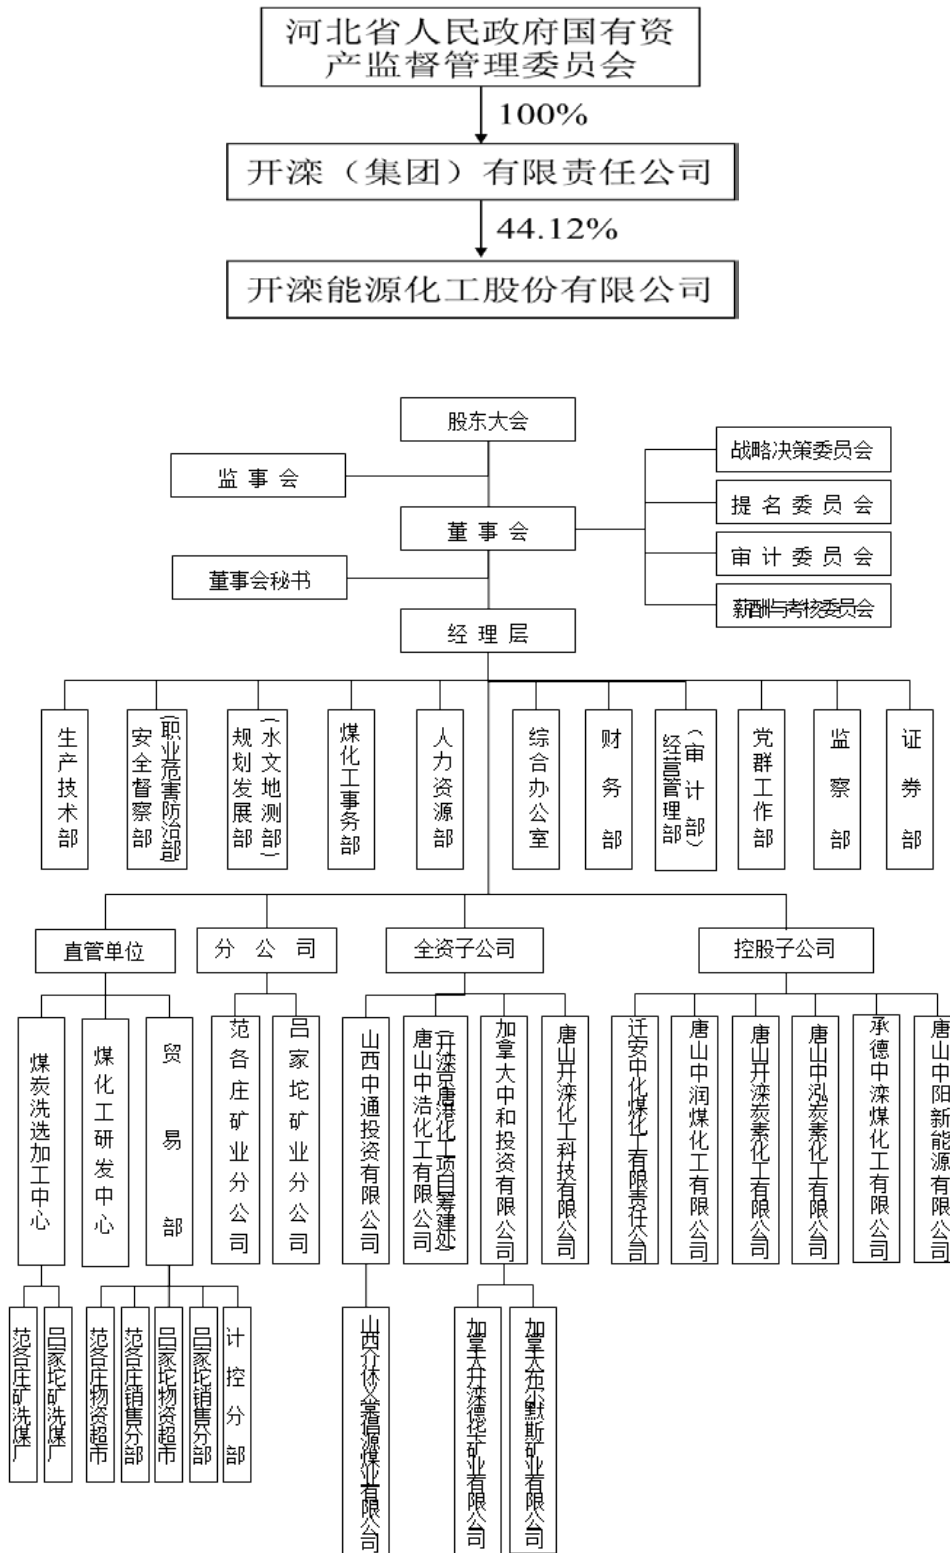 河北省人民政府国有资
产监督管理委员会
100%
开滦（集团）有限责任公司
44.12%
开滦能源化工股份有限公司
股东大会
监事会
战略决策委员会
提名委员会
董事会
审计委员会
董事会秘书
薪酬与考核委员会
经理层
生产技术部
安全督察部
(职业危害防治部)
规划发展部
(水文地测部)
煤化工事务部
人力资源部
综合办公室
财务部
经营管理部
(审计部)
党群工作部
监察部
证券部
直管单位
分公司
全资子公司
控股子公司
煤炭洗选加工中心
煤化工研发中心
贸易部
范各庄矿业分公司
吕家坨矿业分公司
山西中通投资有限公司
唐山中浩化工有限公司
(开滦京唐港化工项目筹建处)
加拿大中和投资有限公司
唐山开滦化工科技有限公司
迁安中化煤化工有限责任公司
唐山中润煤化工有限公司
唐山开滦炭素化工有限公司
唐山中泓炭素化工有限公司
承德中滦煤化工有限公司
唐山中阳新能源有限公司
范各庄矿洗煤厂
吕家坨矿洗煤厂
范各庄物资超市
范各庄销售分部
吕家坨物资超市
吕家坨销售分部
计控分部
山西介休义棠倡源煤业有限公司
加拿大开滦德华矿业有限公司
加拿大布尔默斯矿业有限公司